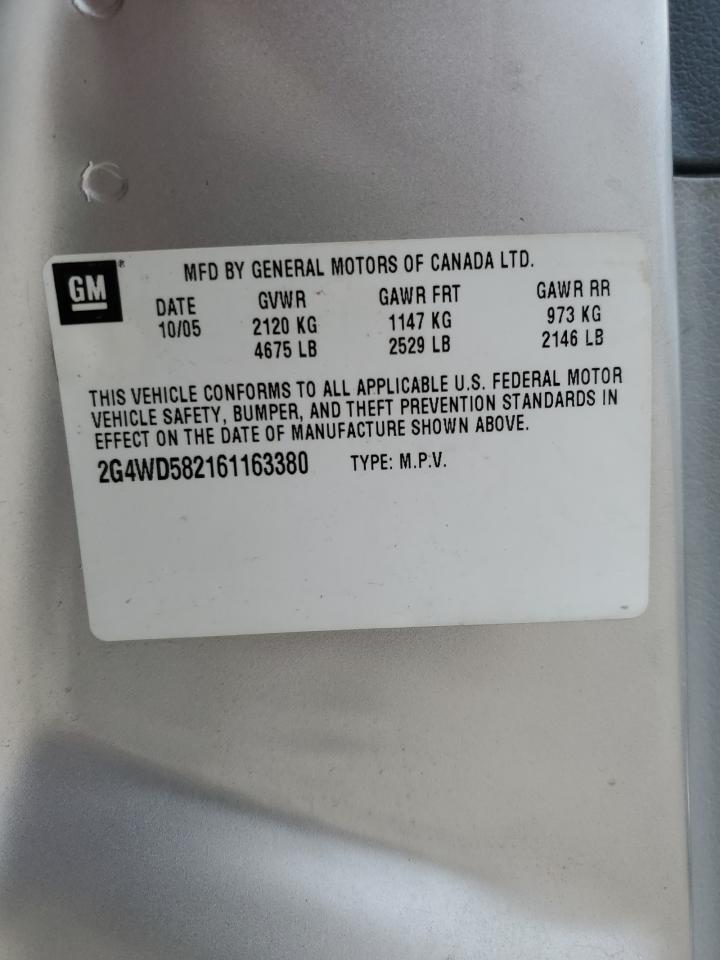 GM®
MFD BY GENERAL MOTORS OF CANADA LTD.
DATE GVWR GAWR FRT GAWR RR
10/05 2120 KG 1147 KG 973 KG
4675 LB 2529 LB 2146 LB
THIS VEHICLE CONFORMS TO ALL APPLICABLE U.S. FEDERAL MOTOR
VEHICLE SAFETY, BUMPER, AND THEFT PREVENTION STANDARDS IN
EFFECT ON THE DATE OF MANUFACTURE SHOWN ABOVE.
2G4WD582161163380 TYPE: M.P.V.